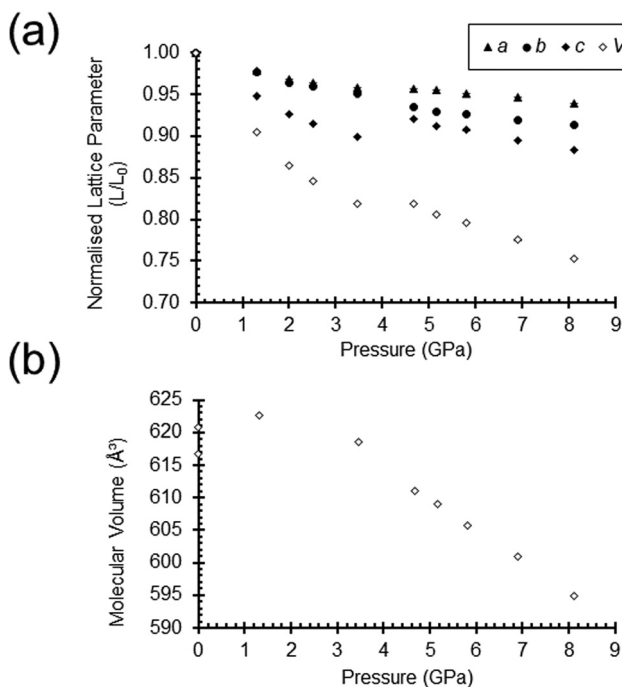 (a)
▲ a ● b ◆ c ◇ V
Normalised Lattice Parameter
(L/L₀)
1.00
0.95
0.90
0.85
0.80
0.75
0.70
0 1 2 3 4 5 6 7 8 9
Pressure (GPa)
(b)
Molecular Volume (Å³)
625
620
615
610
605
600
595
590
0 1 2 3 4 5 6 7 8 9
Pressure (GPa)